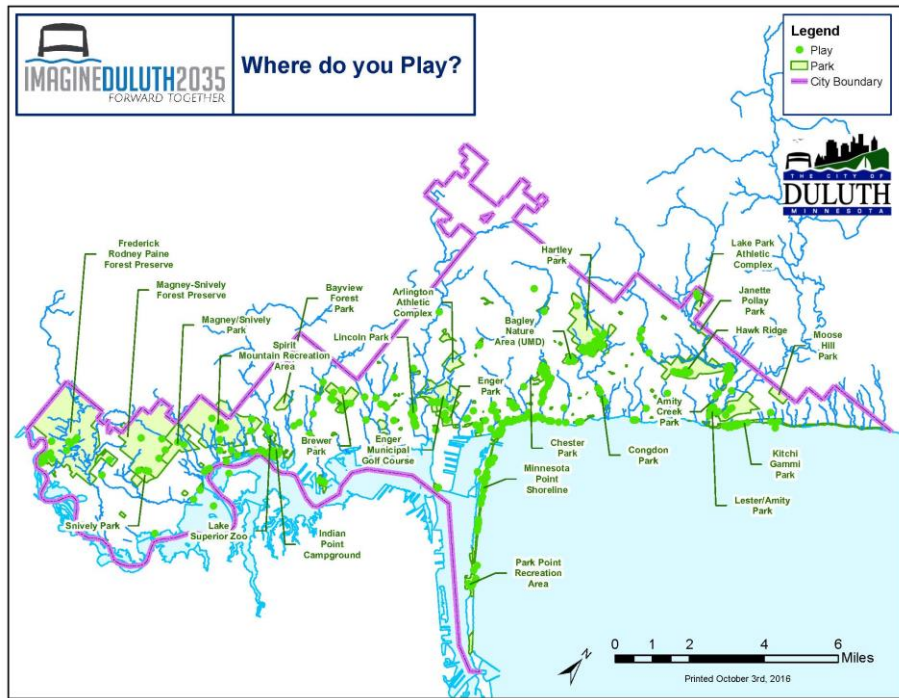 IMAGINEDULUTH2035
FORWARD TOGETHER
Where do you Play?
Legend
Play
Park
City Boundary
THE CITY OF
DULUTH
MINNESOTA
Frederick
Rodney Paine
Forest Preserve
Magney-Snively
Forest Preserve
Magney/Snively
Park
Spirit
Mountain Recreation
Area
Bayview
Forest
Park
Lincoln Park
Arlington
Athletic
Complex
Hartley
Park
Bagley
Nature
Area (UMD)
Lake Park
Athletic
Complex
Janette
Pollay
Park
Hawk Ridge
Moose
Hill
Park
Enger
Park
Brewer
Park
Enger
Municipal
Golf Course
Chester
Park
Congdon
Park
Amity
Creek
Park
Kitchi
Gammi
Park
Lester/Amity
Park
Minnesota
Point
Shoreline
Snively Park
Lake
Superior Zoo
Indian
Point
Campground
Park Point
Recreation
Area
N
0 1 2 4 6
Miles
Printed October 3rd, 2016